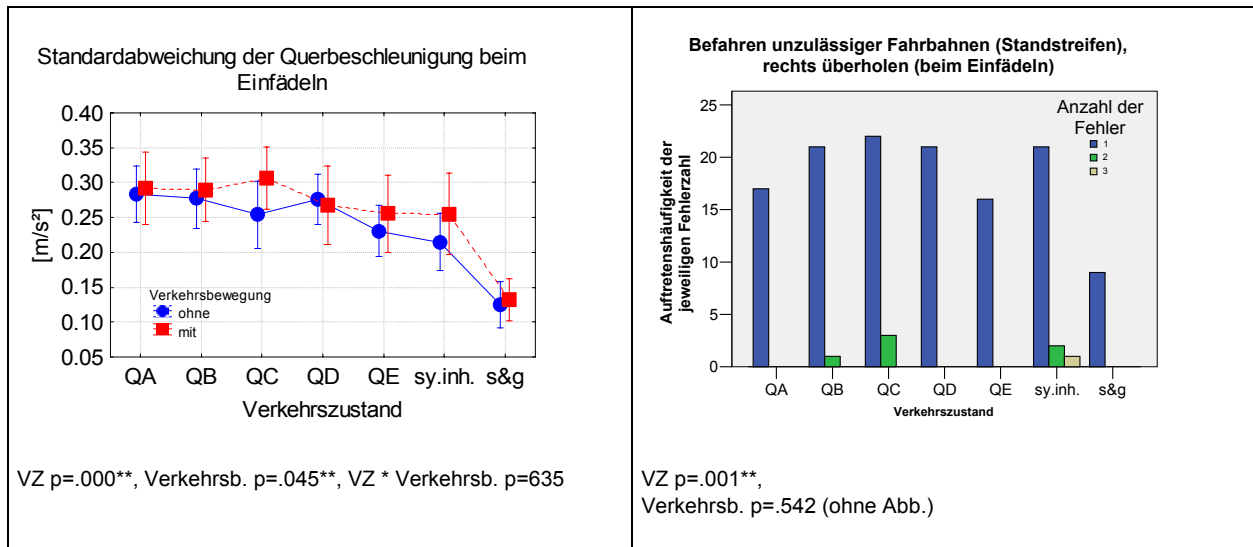 Standardabweichung der Querbeschleunigung beim
Einfädeln
[m/s²]
0.40
0.35
0.30
0.25
0.20
0.15
0.10
0.05
Verkehrsbewegung
ohne
mit
QA QB QC QD QE sy.inh. s&g
Verkehrszustand
VZ p=.000**, Verkehrsb. p=.045**, VZ * Verkehrsb. p=635
Befahren unzulässiger Fahrbahnen (Standstreifen),
rechts überholen (beim Einfädeln)
Auftretenshäufigkeit der
jeweiligen Fehlerzahl
25
20
15
10
5
0
Anzahl der
Fehler
1
2
3
QA QB QC QD QE sy.inh. s&g
Verkehrszustand
VZ p=.001**,
Verkehrsb. p=.542 (ohne Abb.)